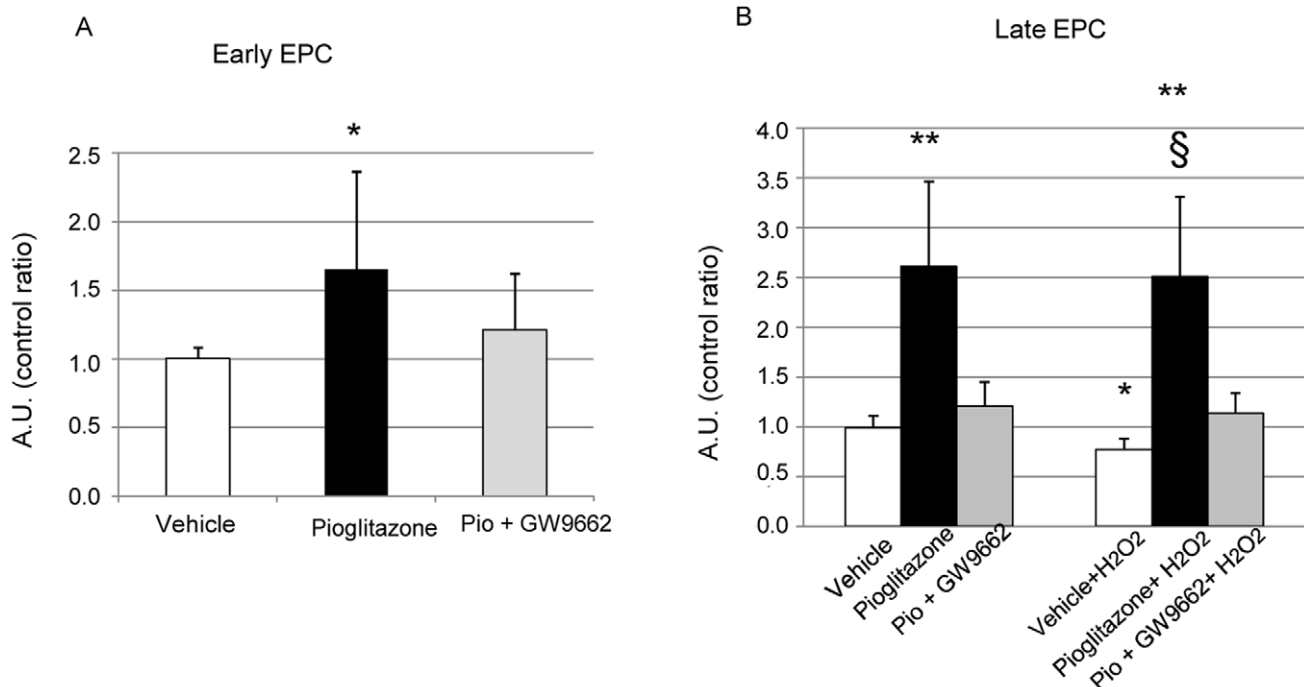 A
Early EPC
*
2.5
2.0
1.5
1.0
0.5
0.0
A.U. (control ratio)
Vehicle
Pioglitazone
Pio + GW9662
B
Late EPC
**
**
§
*
4.0
3.5
3.0
2.5
2.0
1.5
1.0
0.5
0.0
A.U. (control ratio)
Vehicle
Pioglitazone
Pio + GW9662
Vehicle+H2O2
Pioglitazone+ H2O2
Pio + GW9662+ H2O2